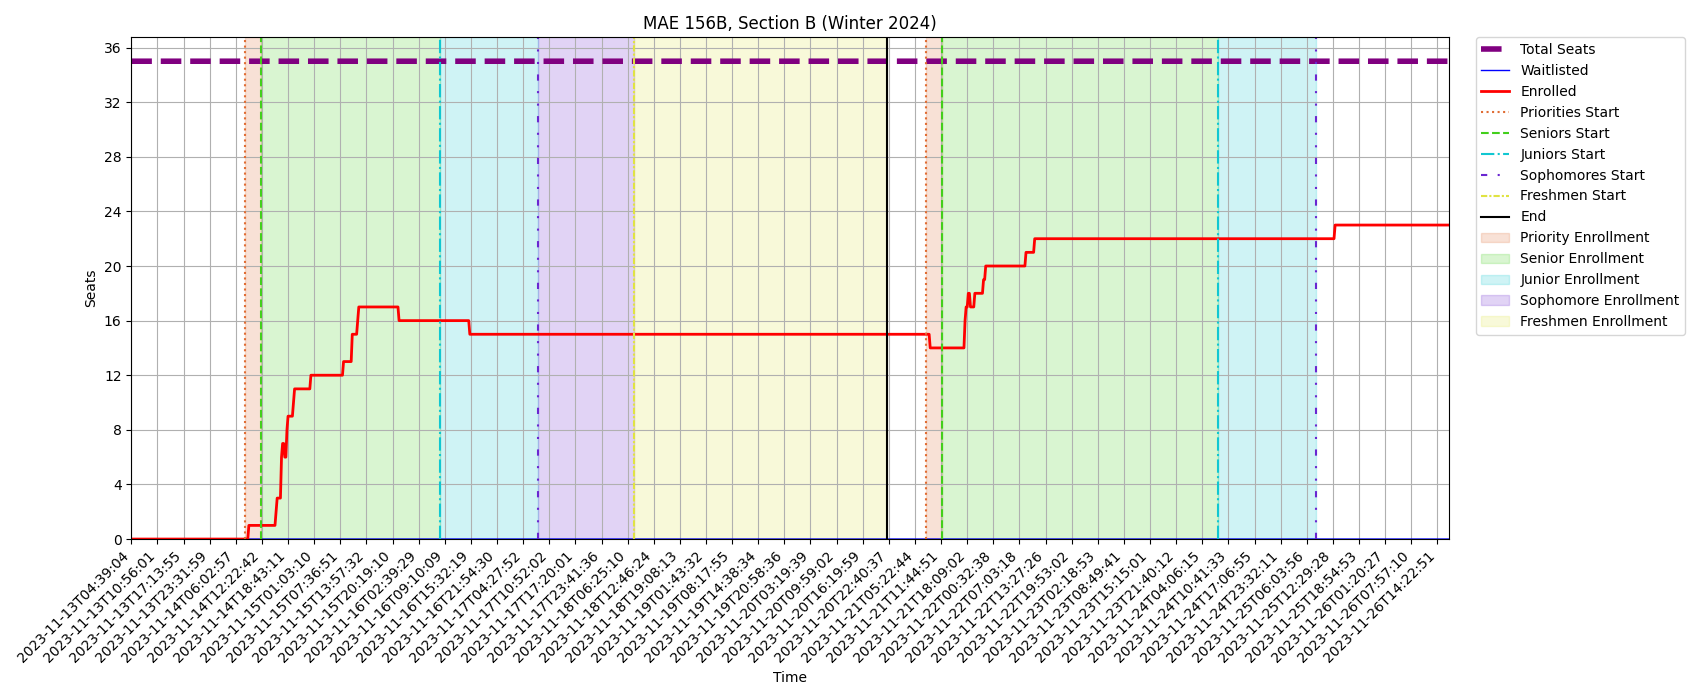 MAE 156B, Section B (Winter 2024)
36
32
28
24
20
16
12
8
4
0
Seats
2023-11-13T04:39:04
2023-11-13T10:56:01
2023-11-13T17:13:55
2023-11-13T23:31:59
2023-11-14T06:02:57
2023-11-14T12:22:42
2023-11-14T18:43:11
2023-11-15T01:03:10
2023-11-15T07:36:51
2023-11-15T13:57:32
2023-11-15T20:19:10
2023-11-16T02:39:29
2023-11-16T09:10:09
2023-11-16T15:32:19
2023-11-16T21:54:30
2023-11-17T04:27:52
2023-11-17T10:52:02
2023-11-17T17:20:01
2023-11-17T23:41:36
2023-11-18T06:25:10
2023-11-18T12:46:24
2023-11-18T19:08:13
2023-11-19T01:43:32
2023-11-19T08:17:55
2023-11-19T14:38:34
2023-11-19T20:58:36
2023-11-20T03:19:39
2023-11-20T09:59:02
2023-11-20T16:19:59
2023-11-20T22:40:37
2023-11-21T05:22:44
2023-11-21T11:44:51
2023-11-21T18:09:02
2023-11-22T00:32:38
2023-11-22T07:03:18
2023-11-22T13:27:26
2023-11-22T19:53:02
2023-11-23T02:18:53
2023-11-23T08:49:41
2023-11-23T15:15:01
2023-11-23T21:40:12
2023-11-24T04:06:15
2023-11-24T10:41:33
2023-11-24T17:06:55
2023-11-24T23:32:11
2023-11-25T06:03:56
2023-11-25T12:29:28
2023-11-25T18:54:53
2023-11-26T01:20:27
2023-11-26T07:57:10
2023-11-26T14:22:51
Time
Total Seats
Waitlisted
Enrolled
Priorities Start
Seniors Start
Juniors Start
Sophomores Start
Freshmen Start
End
Priority Enrollment
Senior Enrollment
Junior Enrollment
Sophomore Enrollment
Freshmen Enrollment